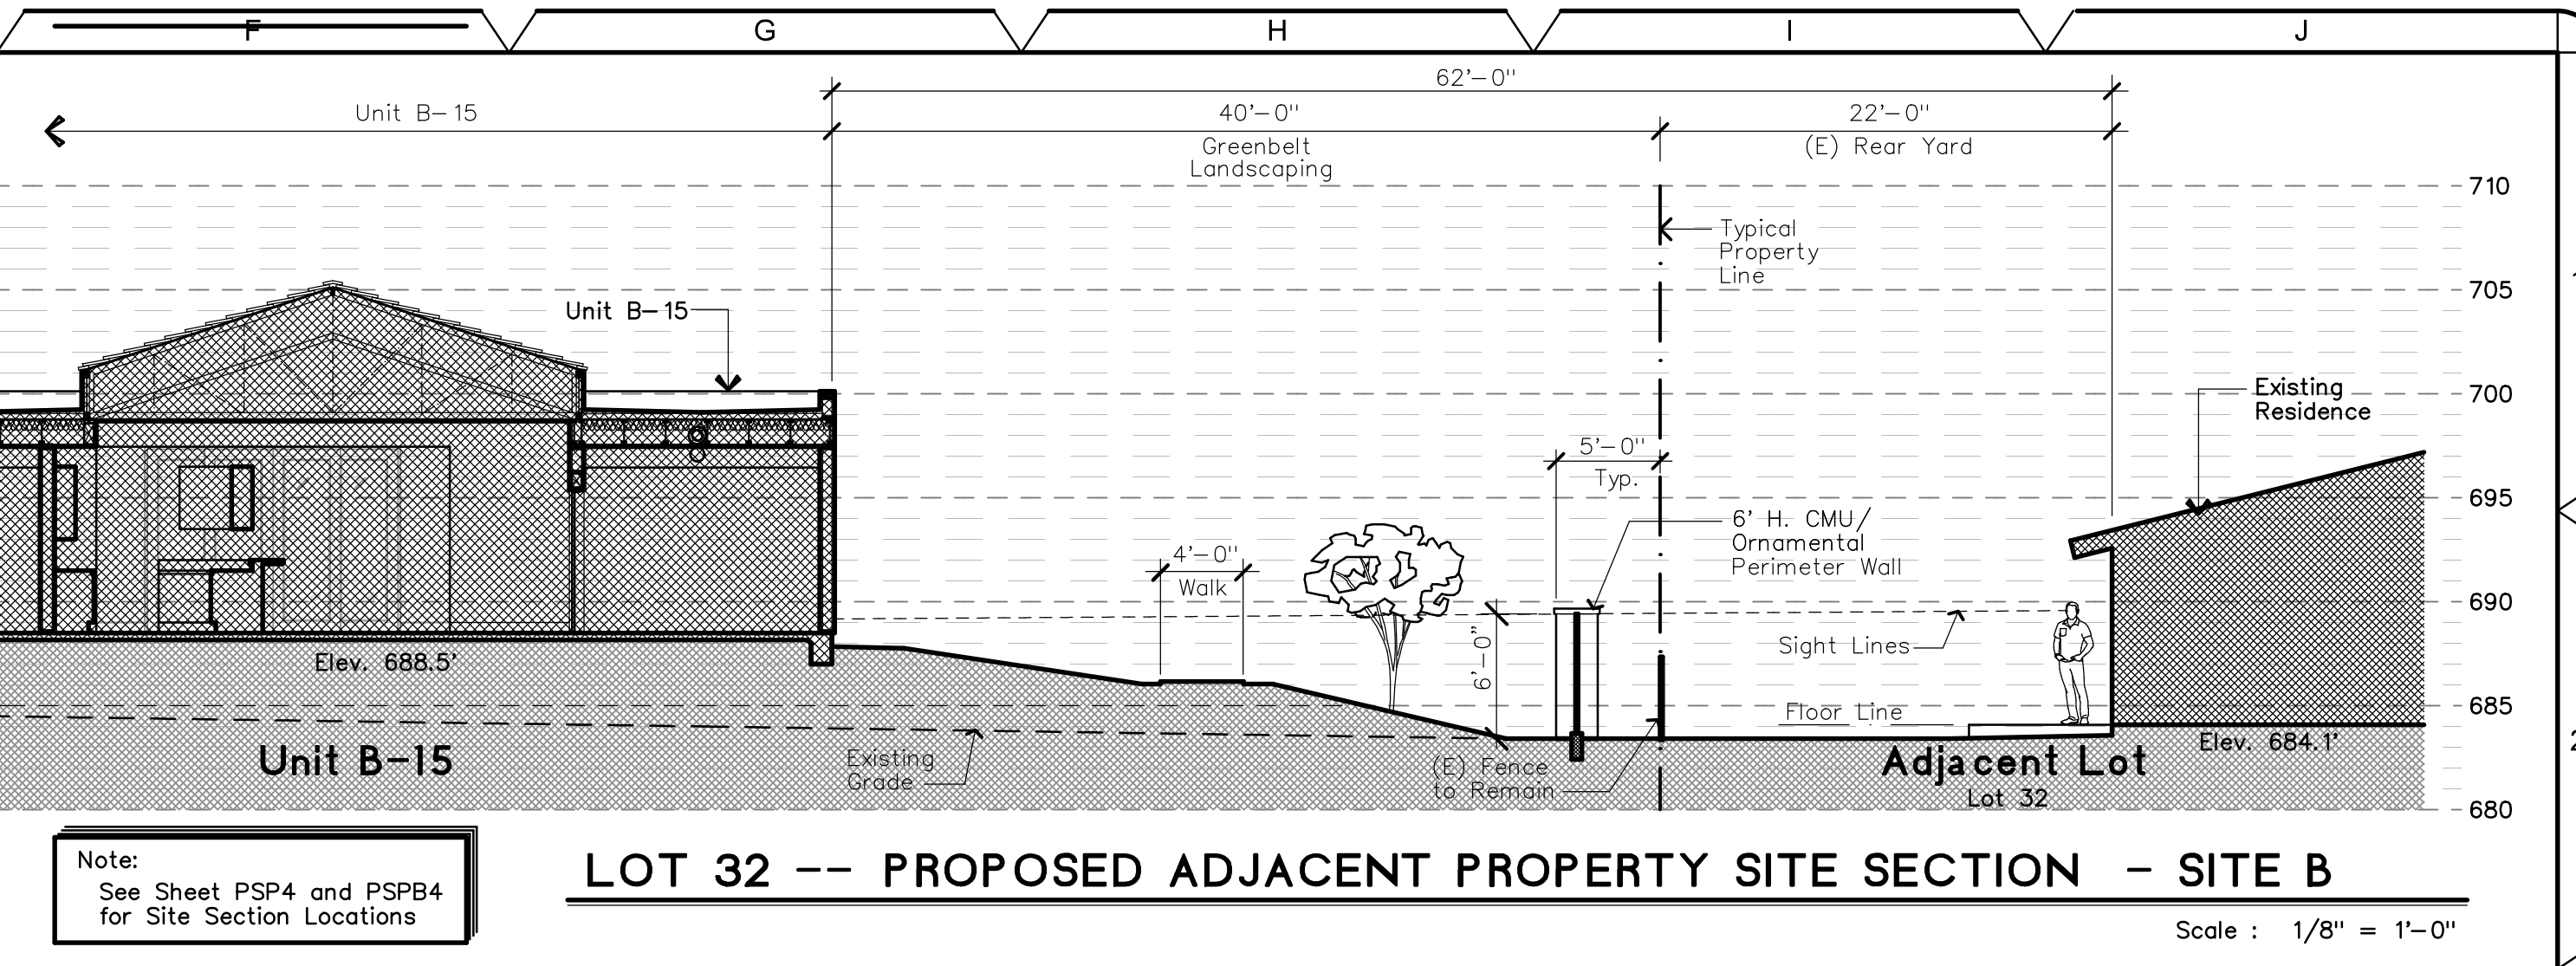 F
G
H
I
J
62'-0"
Unit B-15
40'-0"
22'-0"
Greenbelt
Landscaping
(E) Rear Yard
710
Typical
Property
Line
705
Unit B-15
700
Existing
Residence
5'-0"
Typ.
695
6' H. CMU/
Ornamental
Perimeter Wall
4'-0"
Walk
690
Sight Lines
6'-0"
Elev. 688.5'
685
Floor Line
Unit B-15
Existing
Grade
(E) Fence
to Remain
Elev. 684.1'
Adjacent Lot
Lot 32
680
Note:
See Sheet PSP4 and PSPB4
for Site Section Locations
LOT 32 -- PROPOSED ADJACENT PROPERTY SITE SECTION - SITE B
Scale : 1/8" = 1'-0"